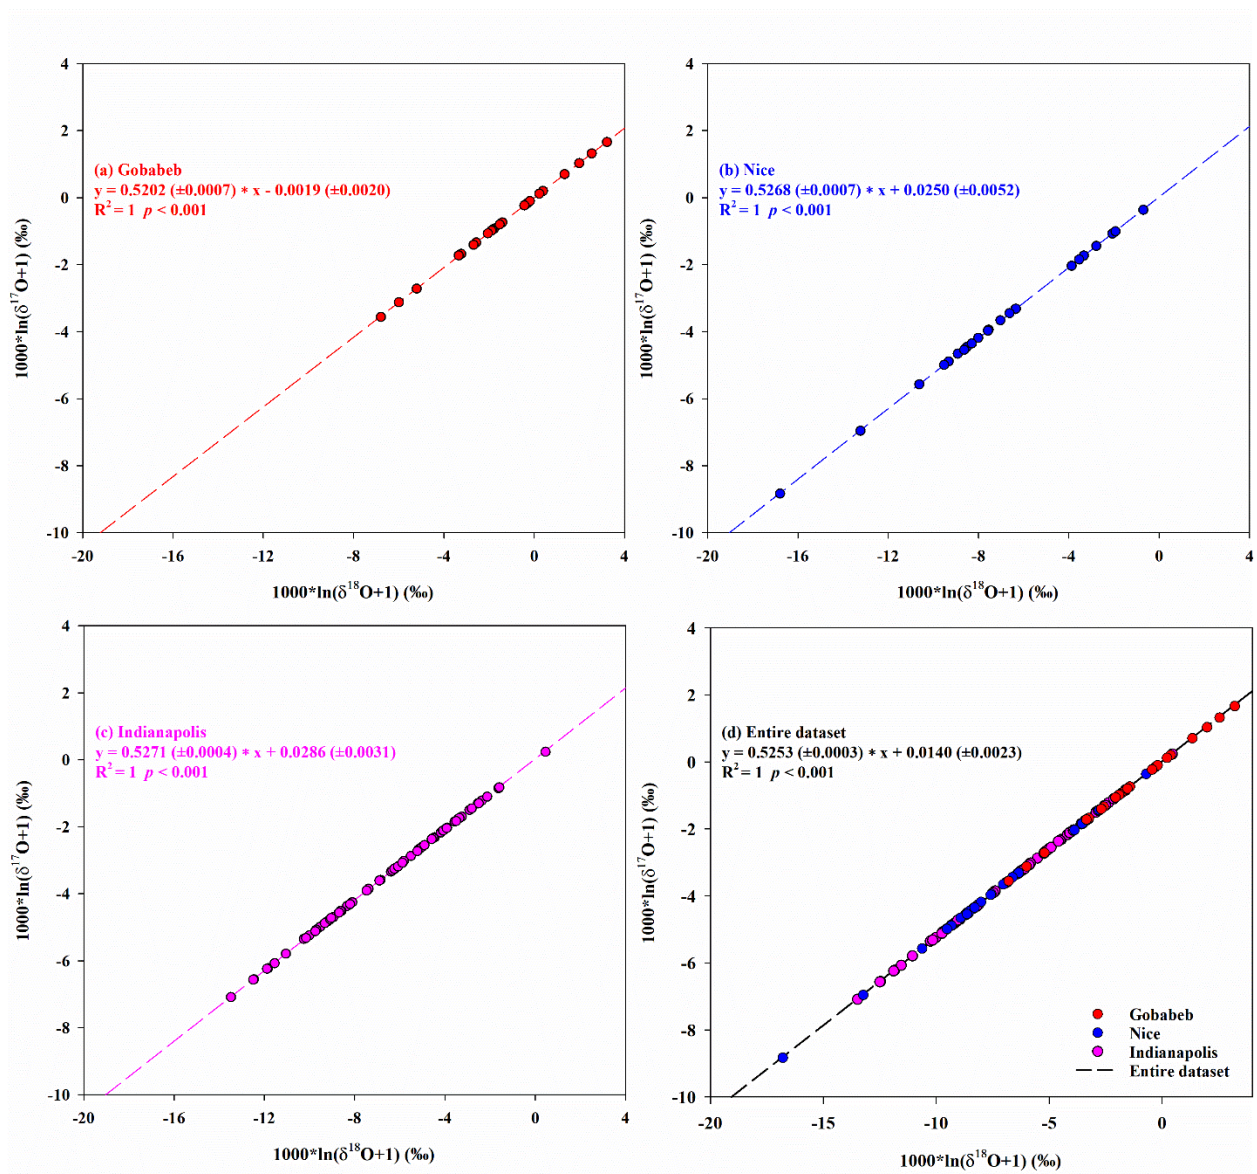 4
2
0
-2
-4
-6
-8
-10
1000*ln(δ¹⁷O+1) (‰)
(a) Gobabeb
y = 0.5202 (±0.0007) * x - 0.0019 (±0.0020)
R² = 1 p < 0.001
-20 -16 -12 -8 -4 0 4
1000*ln(δ¹⁸O+1) (‰)
4
2
0
-2
-4
-6
-8
-10
1000*ln(δ¹⁷O+1) (‰)
(b) Nice
y = 0.5268 (±0.0007) * x + 0.0250 (±0.0052)
R² = 1 p < 0.001
-20 -16 -12 -8 -4 0 4
1000*ln(δ¹⁸O+1) (‰)
4
2
0
-2
-4
-6
-8
-10
1000*ln(δ¹⁷O+1) (‰)
(c) Indianapolis
y = 0.5271 (±0.0004) * x + 0.0286 (±0.0031)
R² = 1 p < 0.001
-20 -16 -12 -8 -4 0 4
1000*ln(δ¹⁸O+1) (‰)
4
2
0
-2
-4
-6
-8
-10
1000*ln(δ¹⁷O+1) (‰)
(d) Entire dataset
y = 0.5253 (±0.0003) * x + 0.0140 (±0.0023)
R² = 1 p < 0.001
Gobabeb
Nice
Indianapolis
Entire dataset
-20 -15 -10 -5 0
1000*ln(δ¹⁸O+1) (‰)